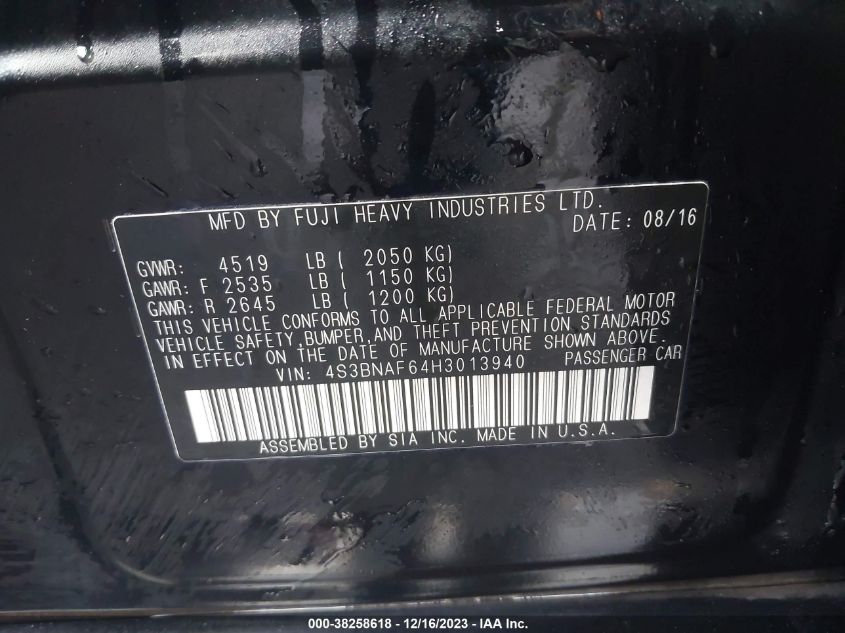 MFD BY FUJI HEAVY INDUSTRIES LTD.
DATE: 08/16
GVWR: 4519 LB ( 2050 KG)
GAWR: F 2535 LB ( 1150 KG)
GAWR: R 2645 LB ( 1200 KG)
THIS VEHICLE CONFORMS TO ALL APPLICABLE FEDERAL MOTOR
VEHICLE SAFETY,BUMPER,AND THEFT PREVENTION STANDARDS
IN EFFECT ON THE DATE OF MANUFACTURE SHOWN ABOVE.
VIN: 4S3BNAF64H3013940 PASSENGER CAR
ASSEMBLED BY SIA INC. MADE IN U.S.A.
000-38258618 - 12/16/2023 - © IAA, Inc.